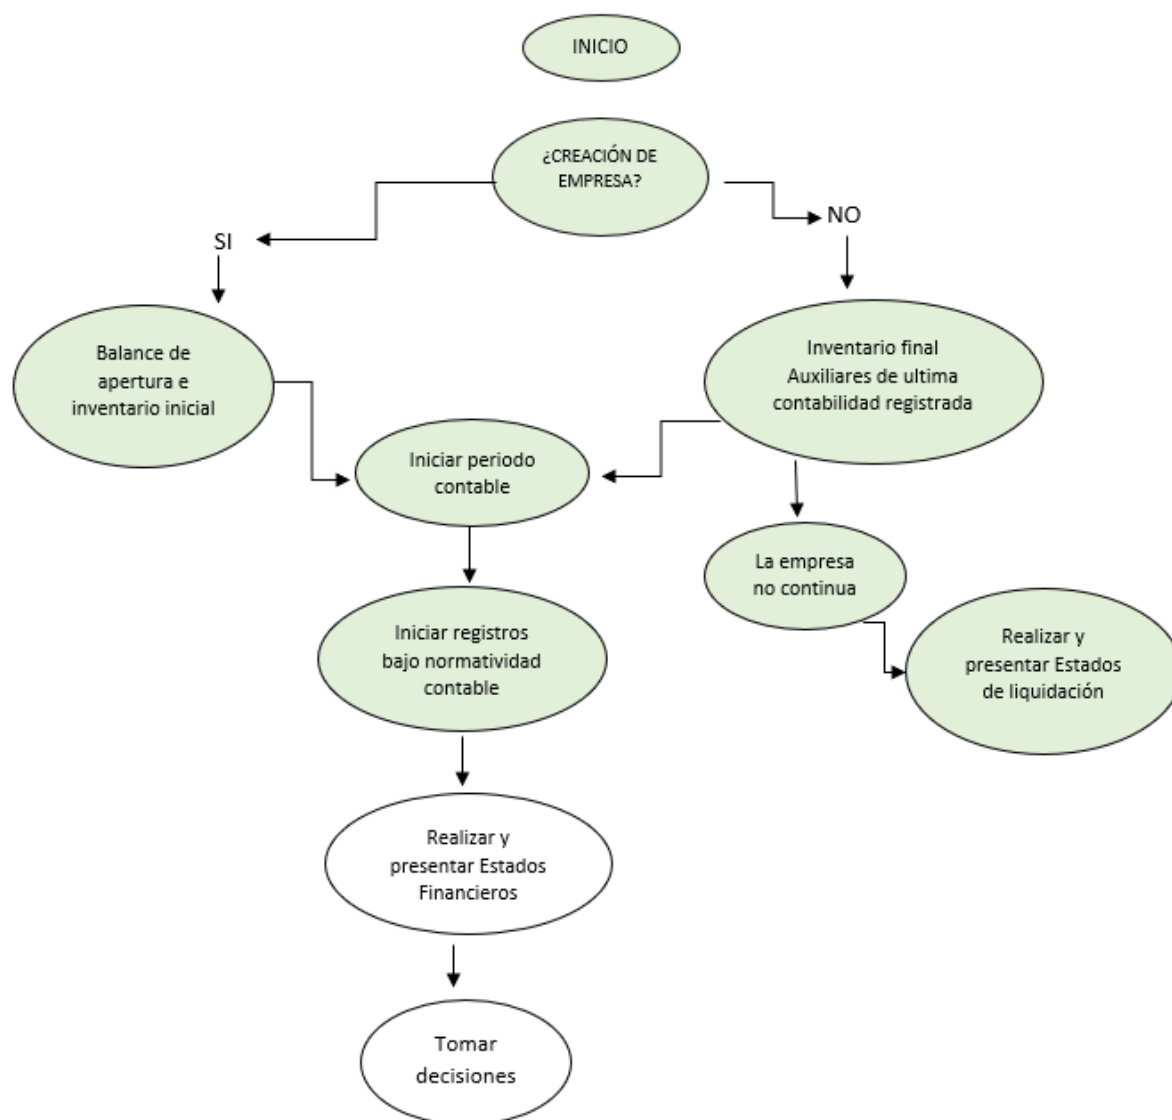 INICIO
¿CREACIÓN DE
EMPRESA?
NO
SI
Balance de
apertura e
inventario inicial
Inventario final
Auxiliares de ultima
contabilidad registrada
Iniciar periodo
contable
La empresa
no continua
Iniciar registros
bajo normatividad
contable
Realizar y
presentar Estados
de liquidación
Realizar y
presentar Estados
Financieros
Tomar
decisiones